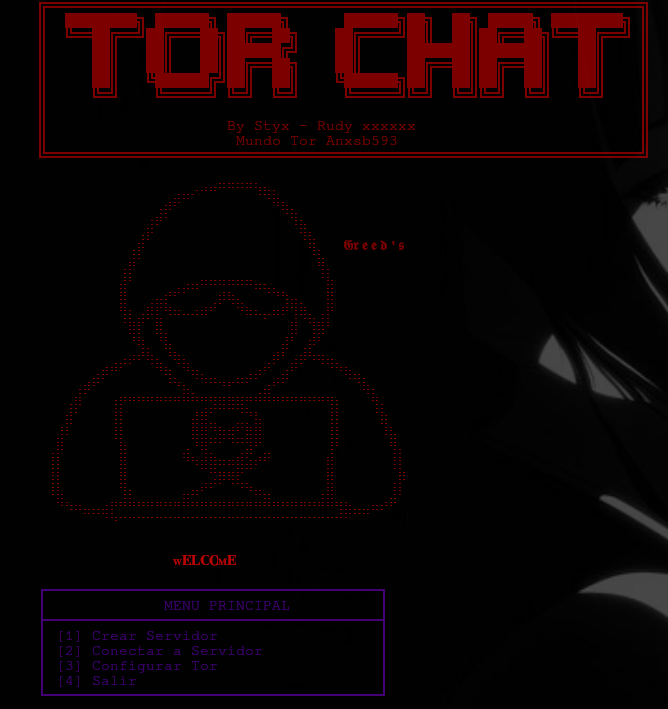 TOR CHAT
By Styx - Rudy xxxxxx
Mundo Tor Anxsb593
Greed's
wELCOME
MENU PRINCIPAL
[1] Crear Servidor
[2] Conectar a Servidor
[3] Configurar Tor
[4] Salir